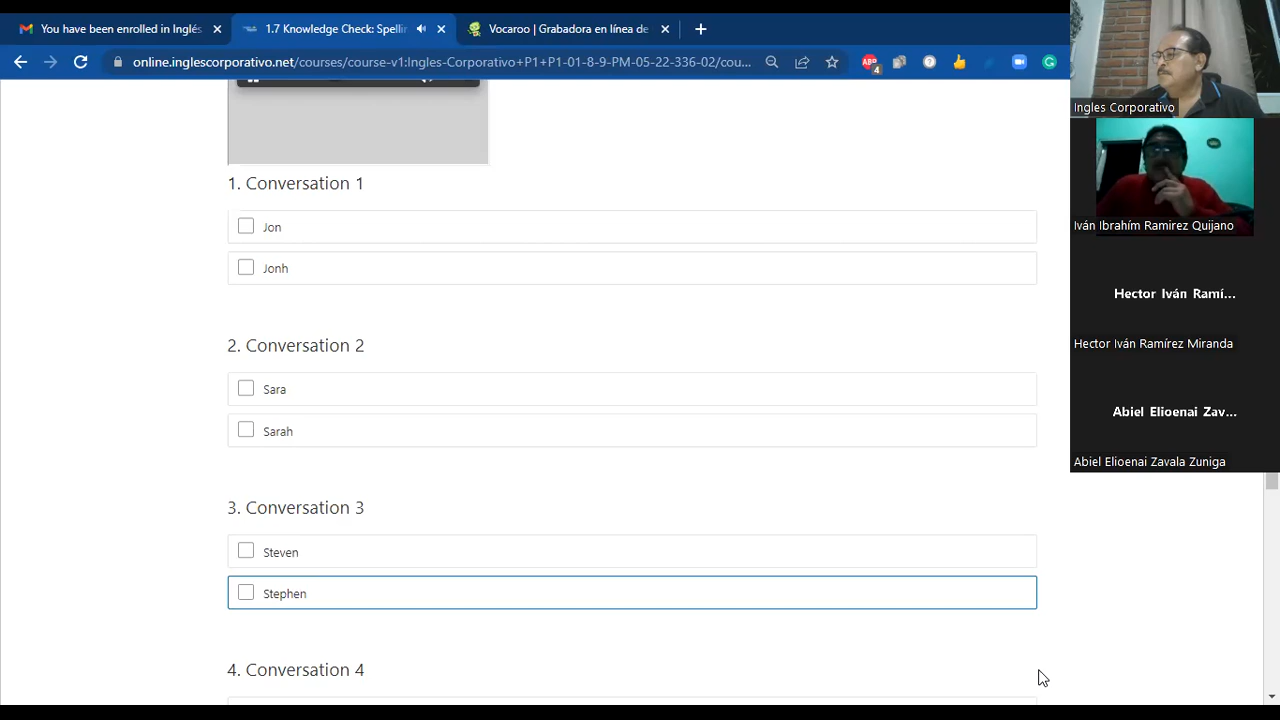 You have been enrolled in Inglés
1.7 Knowledge Check: Spellin
Vocaroo | Grabadora en línea de
online.inglescorporativo.net/courses/course-v1:Ingles-Corporativo+P1+P1-01-8-9-PM-05-22-336-02/cou...
ABP
4
1. Conversation 1
Jon
Jonh
2. Conversation 2
Sara
Sarah
3. Conversation 3
Steven
Stephen
4. Conversation 4
Ingles Corporativo
Iván Ibrahím Ramirez Quijano
Hector Iván Ramí...
Hector Iván Ramírez Miranda
Abiel Elioenai Zav...
Abiel Elioenai Zavala Zuniga